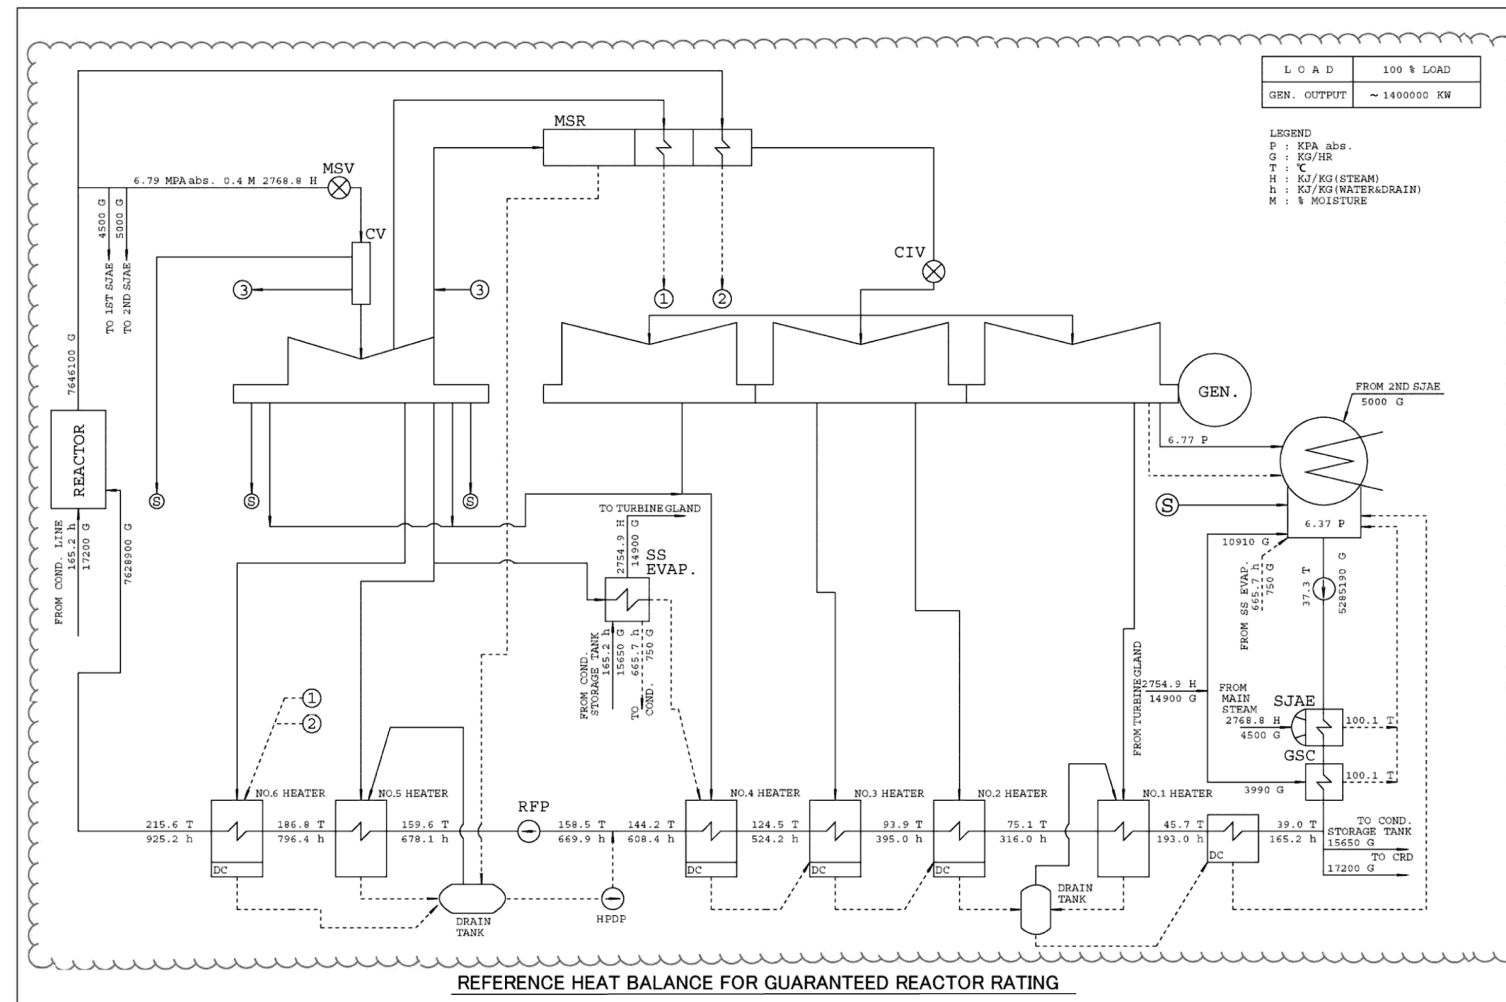 LOAD 100 % LOAD
GEN. OUTPUT ~ 1400000 KW
LEGEND
P : KPA abs.
G : KG/HR
T : ℃
H : KJ/KG(STEAM)
h : KJ/KG(WATER&DRAIN)
M : % MOISTURE
MSR
MSV
6.79 MPA abs. 0.4 M 2768.8 H
4500 G
5000 G
TO 1ST SJAE
TO 2ND SJAE
CV
3
3
1
2
CIV
7646100 G
REACTOR
GEN.
FROM 2ND SJAE
5000 G
6.77 P
S
S
S
S
6.37 P
FROM COND. LINE
165.2 h
17200 G
7628900 G
TO TURBINE GLAND
2754.9 H
14900 G
SS
EVAP.
FROM COND.
STORAGE TANK
165.2 h
15650 G
665.7 h
750 G
TO
COND.
10910 G
FROM SS EVAP.
665.7 h
750 G
37.3 T
5285190 G
FROM TURBINE GLAND
2754.9 H
14900 G
FROM
MAIN
STEAM
2768.8 H
4500 G
SJAE
100.1 T
GSC
100.1 T
3990 G
1
2
NO.6 HEATER
NO.5 HEATER
RFP
NO.4 HEATER
NO.3 HEATER
NO.2 HEATER
NO.1 HEATER
215.6 T
925.2 h
186.8 T
796.4 h
159.6 T
678.1 h
158.5 T
669.9 h
144.2 T
608.4 h
124.5 T
524.2 h
93.9 T
395.0 h
75.1 T
316.0 h
45.7 T
193.0 h
39.0 T
165.2 h
TO COND.
STORAGE TANK
15650 G
TO CRD
17200 G
DC
DC
DC
DC
DC
DRAIN
TANK
HPDP
DRAIN
TANK
REFERENCE HEAT BALANCE FOR GUARANTEED REACTOR RATING